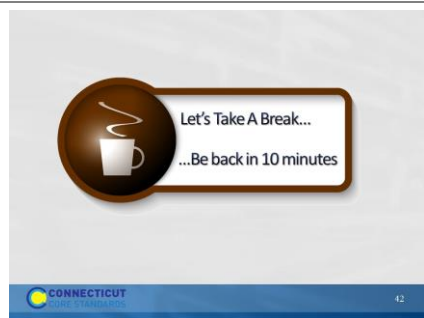 Let's Take A Break...
...Be back in 10 minutes
CONNECTICUT
CORE STANDARDS
42